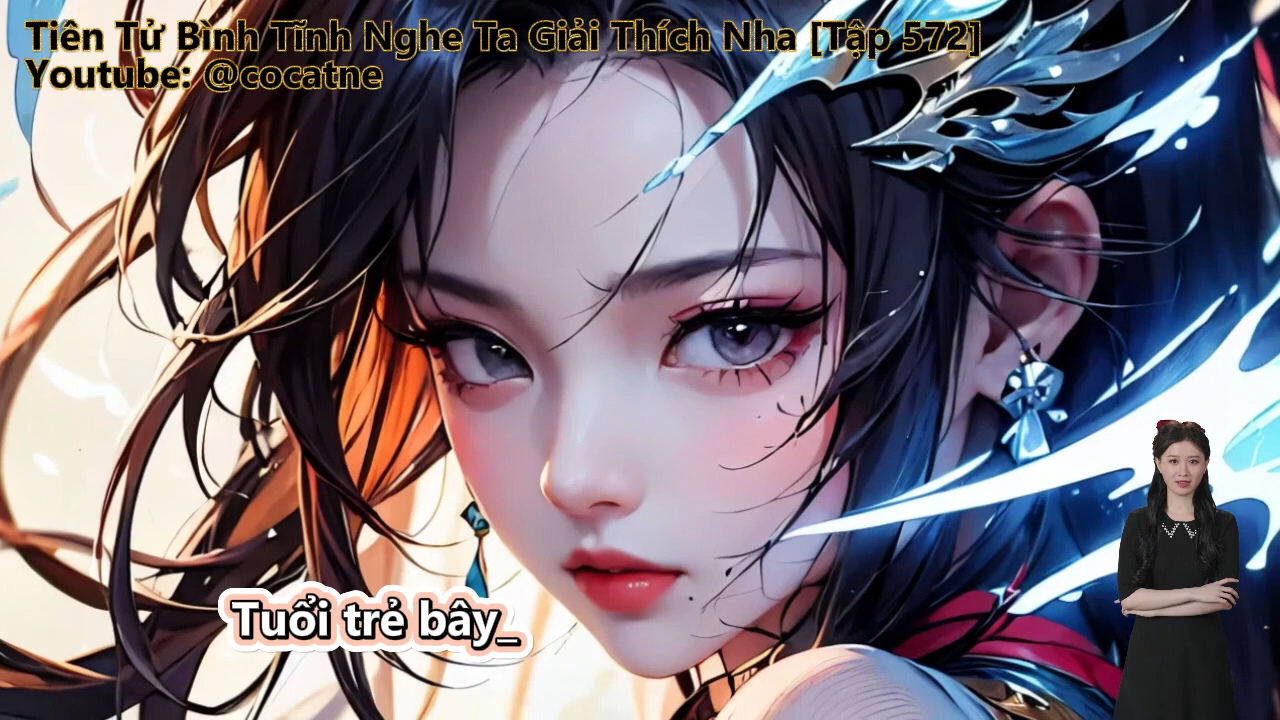 Tiên Tử Bình Tĩnh Nghe Ta Giải Thích Nha [Tập 572]
Youtube: @cocatne
Tuổi trẻ bây_